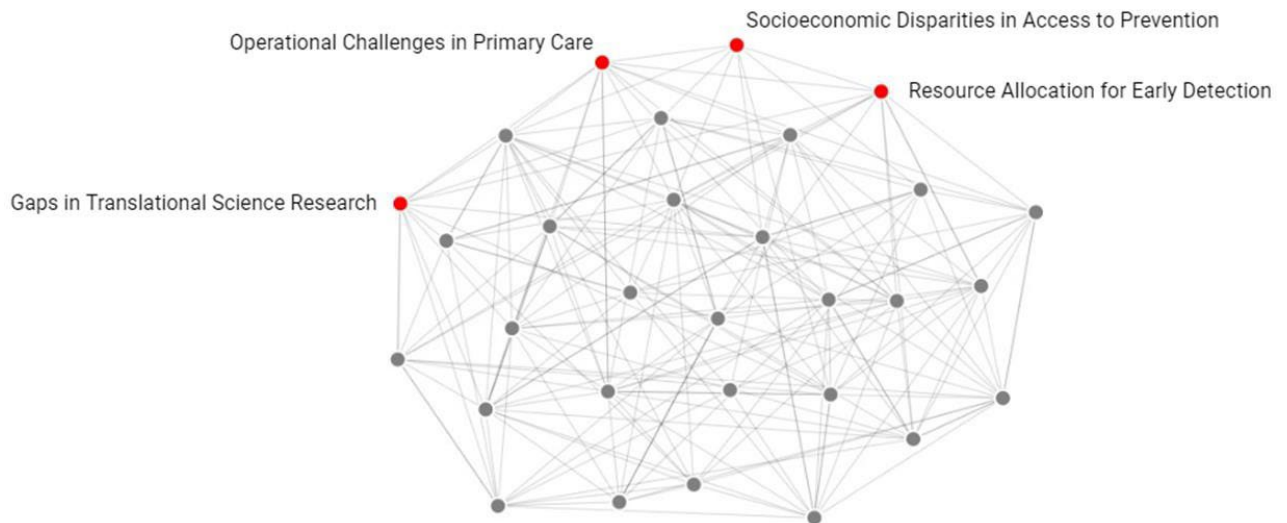 Socioeconomic Disparities in Access to Prevention
Operational Challenges in Primary Care
Resource Allocation for Early Detection
Gaps in Translational Science Research